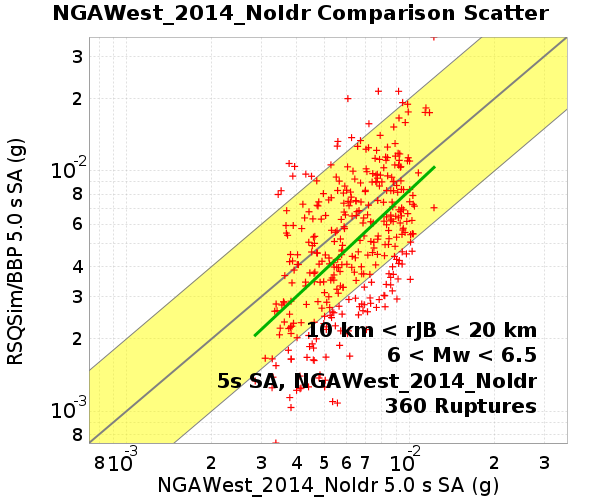 NGAWest_2014_NoIdr Comparison Scatter
RSQSim/BBP 5.0 s SA (g)
3
2
10⁻²
8
6
4
3
2
10⁻³
8
10 km < rJB < 20 km
6 < Mw < 6.5
5s SA, NGAWest_2014_NoIdr
360 Ruptures
8 10⁻³ 2 3 4 5 6 7 10⁻² 2 3
NGAWest_2014_NoIdr 5.0 s SA (g)